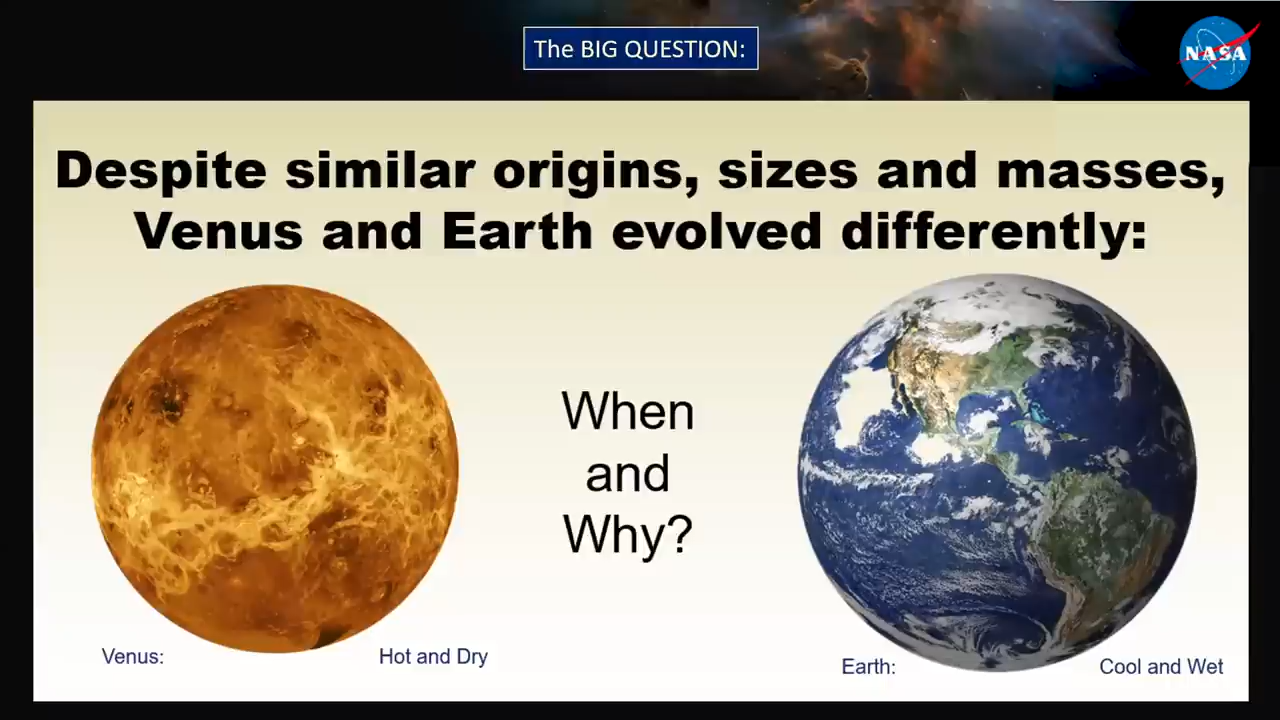 The BIG QUESTION:
NASA
Despite similar origins, sizes and masses,
Venus and Earth evolved differently:
When
and
Why?
Venus:
Hot and Dry
Earth:
Cool and Wet